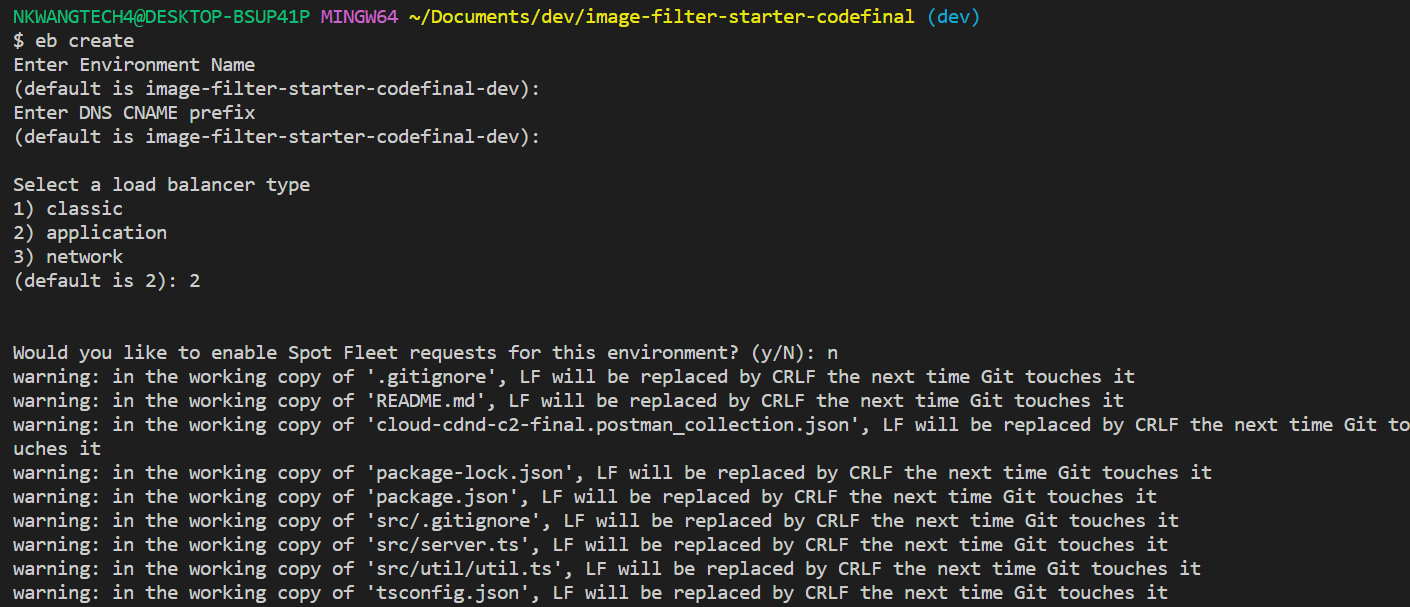 NKWANGTECH4@DESKTOP-BSUP41P MINGW64 ~/Documents/dev/image-filter-starter-codefinal (dev)
$ eb create
Enter Environment Name
(default is image-filter-starter-codefinal-dev):
Enter DNS CNAME prefix
(default is image-filter-starter-codefinal-dev):
Select a load balancer type
1) classic
2) application
3) network
(default is 2): 2
Would you like to enable Spot Fleet requests for this environment? (y/N): n
warning: in the working copy of '.gitignore', LF will be replaced by CRLF the next time Git touches it
warning: in the working copy of 'README.md', LF will be replaced by CRLF the next time Git touches it
warning: in the working copy of 'cloud-cdnd-c2-final.postman_collection.json', LF will be replaced by CRLF the next time Git to
uches it
warning: in the working copy of 'package-lock.json', LF will be replaced by CRLF the next time Git touches it
warning: in the working copy of 'package.json', LF will be replaced by CRLF the next time Git touches it
warning: in the working copy of 'src/.gitignore', LF will be replaced by CRLF the next time Git touches it
warning: in the working copy of 'src/server.ts', LF will be replaced by CRLF the next time Git touches it
warning: in the working copy of 'src/util/util.ts', LF will be replaced by CRLF the next time Git touches it
warning: in the working copy of 'tsconfig.json', LF will be replaced by CRLF the next time Git touches it